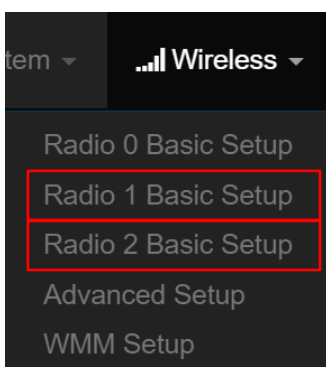 tem Wireless
Radio 0 Basic Setup
Radio 1 Basic Setup
Radio 2 Basic Setup
Advanced Setup
WMM Setup